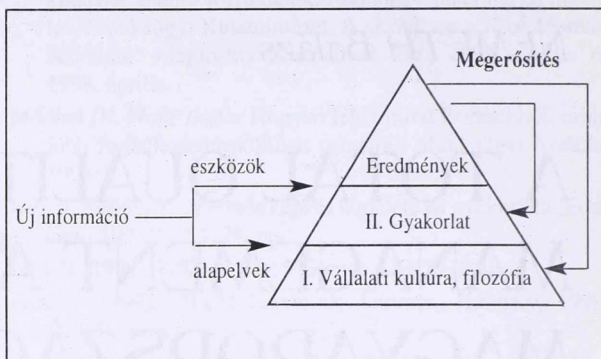 Megerősítés
eszközök
Eredmények
Új információ
II. Gyakorlat
alapelvek
I. Vállalati kultúra, filozófia